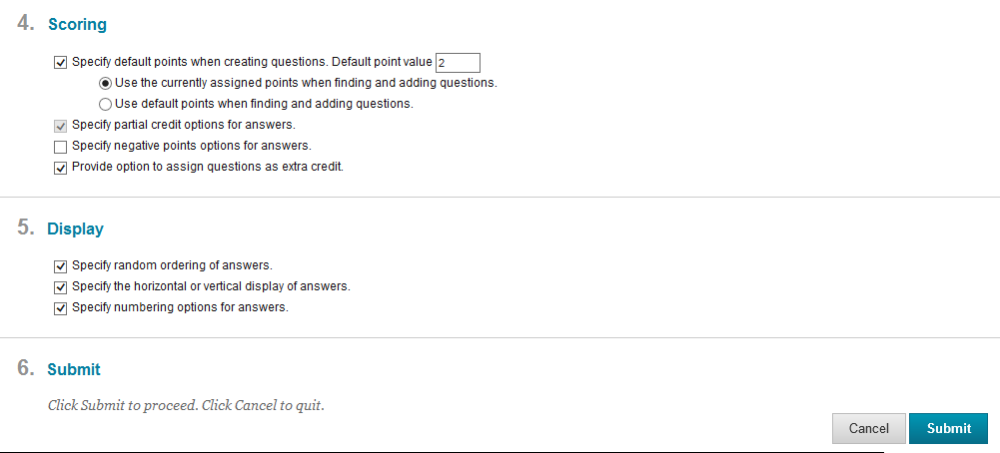 4. Scoring
Specify default points when creating questions. Default point value 2
Use the currently assigned points when finding and adding questions.
Use default points when finding and adding questions.
Specify partial credit options for answers.
Specify negative points options for answers.
Provide option to assign questions as extra credit.
5. Display
Specify random ordering of answers.
Specify the horizontal or vertical display of answers.
Specify numbering options for answers.
6. Submit
Click Submit to proceed. Click Cancel to quit.
Cancel Submit